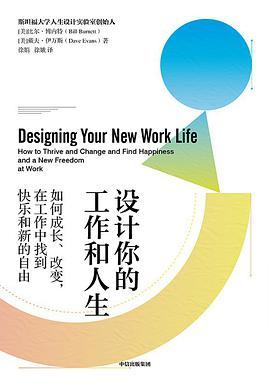 斯坦福大学人生设计实验室创始人
[美]比尔·博内特(Bill Burnett)
[美]戴夫·伊万斯(Dave Evans) 著
徐娟 徐娥 译
Designing Your New Work Life
How to Thrive and Change and Find Happiness
and a New Freedom
at Work
设计你的
工作和人生
如何成长、改变，
在工作中找到
快乐和新的自由
中信出版集团